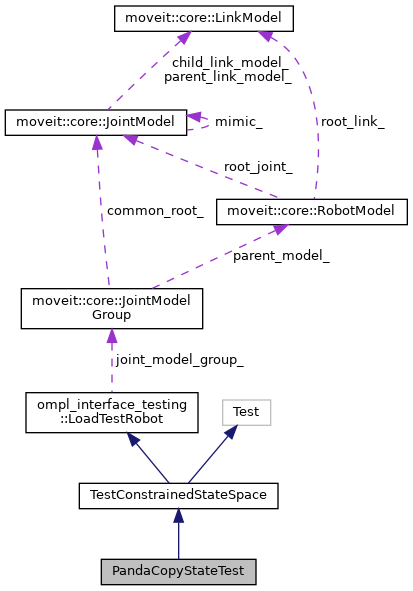 moveit::core::LinkModel
child_link_model_
parent_link_model_
moveit::core::JointModel
mimic_
root_link_
root_joint_
common_root_
moveit::core::RobotModel
parent_model_
moveit::core::JointModel
Group
joint_model_group_
ompl_interface_testing
::LoadTestRobot
Test
TestConstrainedStateSpace
PandaCopyStateTest